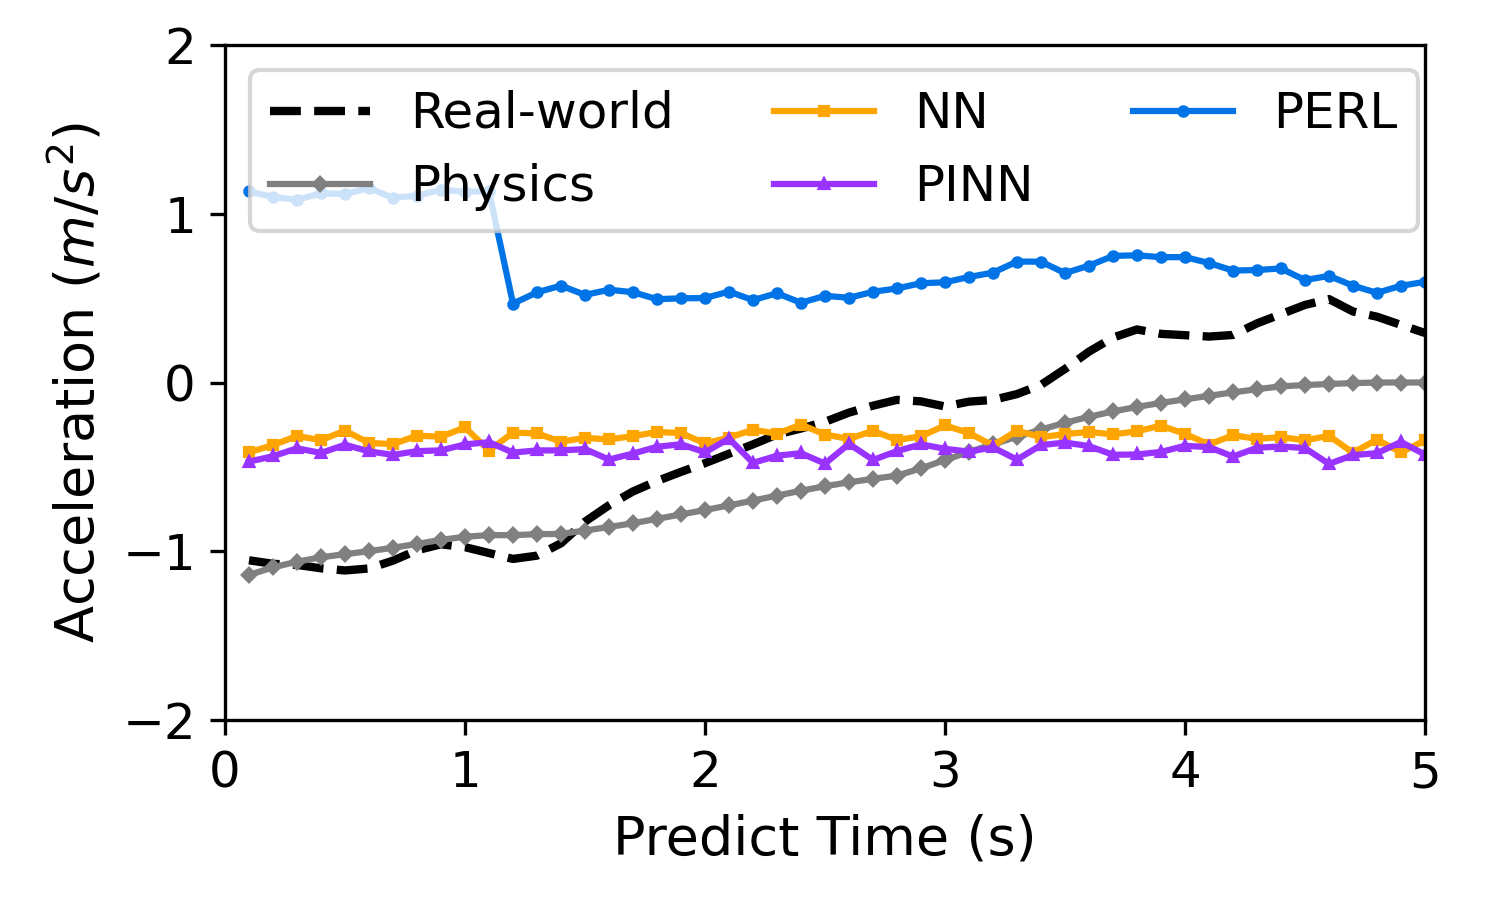 Acceleration (m/s²)
2
1
0
−1
−2
Real-world
Physics
NN
PINN
PERL
0 1 2 3 4 5
Predict Time (s)